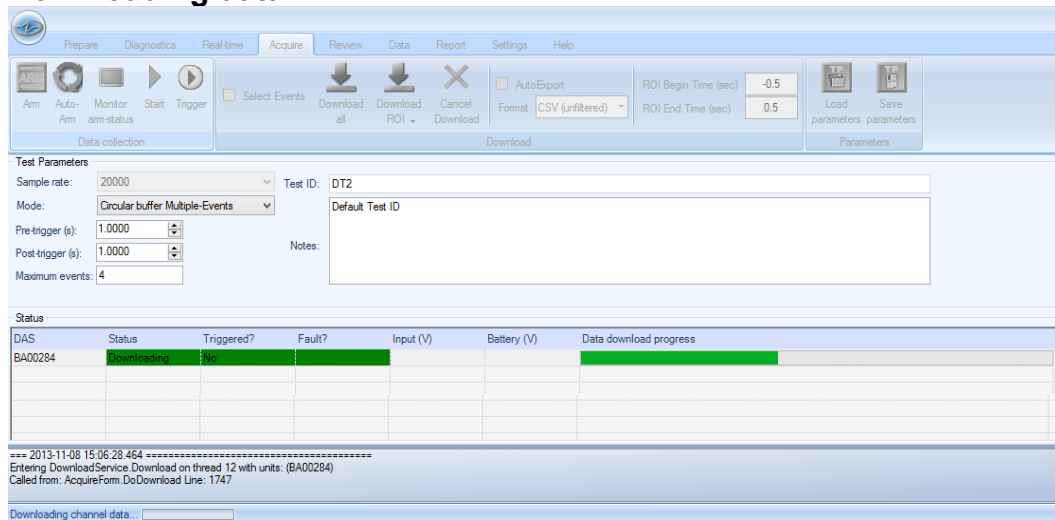 Prepare Diagnostics Real-time Acquire Review Data Report Settings Help
ARM
TP
TP
Select Events
AutoExport
ROI Begin Time (sec) -0.5
Arm Auto-Arm Monitor arm-status Start Trigger
Download all Download ROI Cancel Download
Format CSV (unfiltered)
ROI End Time (sec) 0.5
Load parameters Save parameters
Data collection Download Parameters
Test Parameters
Sample rate: 20000 Test ID: DT2
Mode: Circular buffer Multiple-Events
Default Test ID
Pre-trigger (s): 1.0000
Notes:
Post-trigger (s): 1.0000
Maximum events: 4
Status
DAS Status Triggered? Fault? Input (V) Battery (V) Data download progress
BA00284 Downloading No
=== 2013-11-08 15:06:28.464 ========================================
Entering DownloadService.Download on thread 12 with units: (BA00284)
Called from: AcquireForm.DoDownload Line: 1747
Downloading channel data...